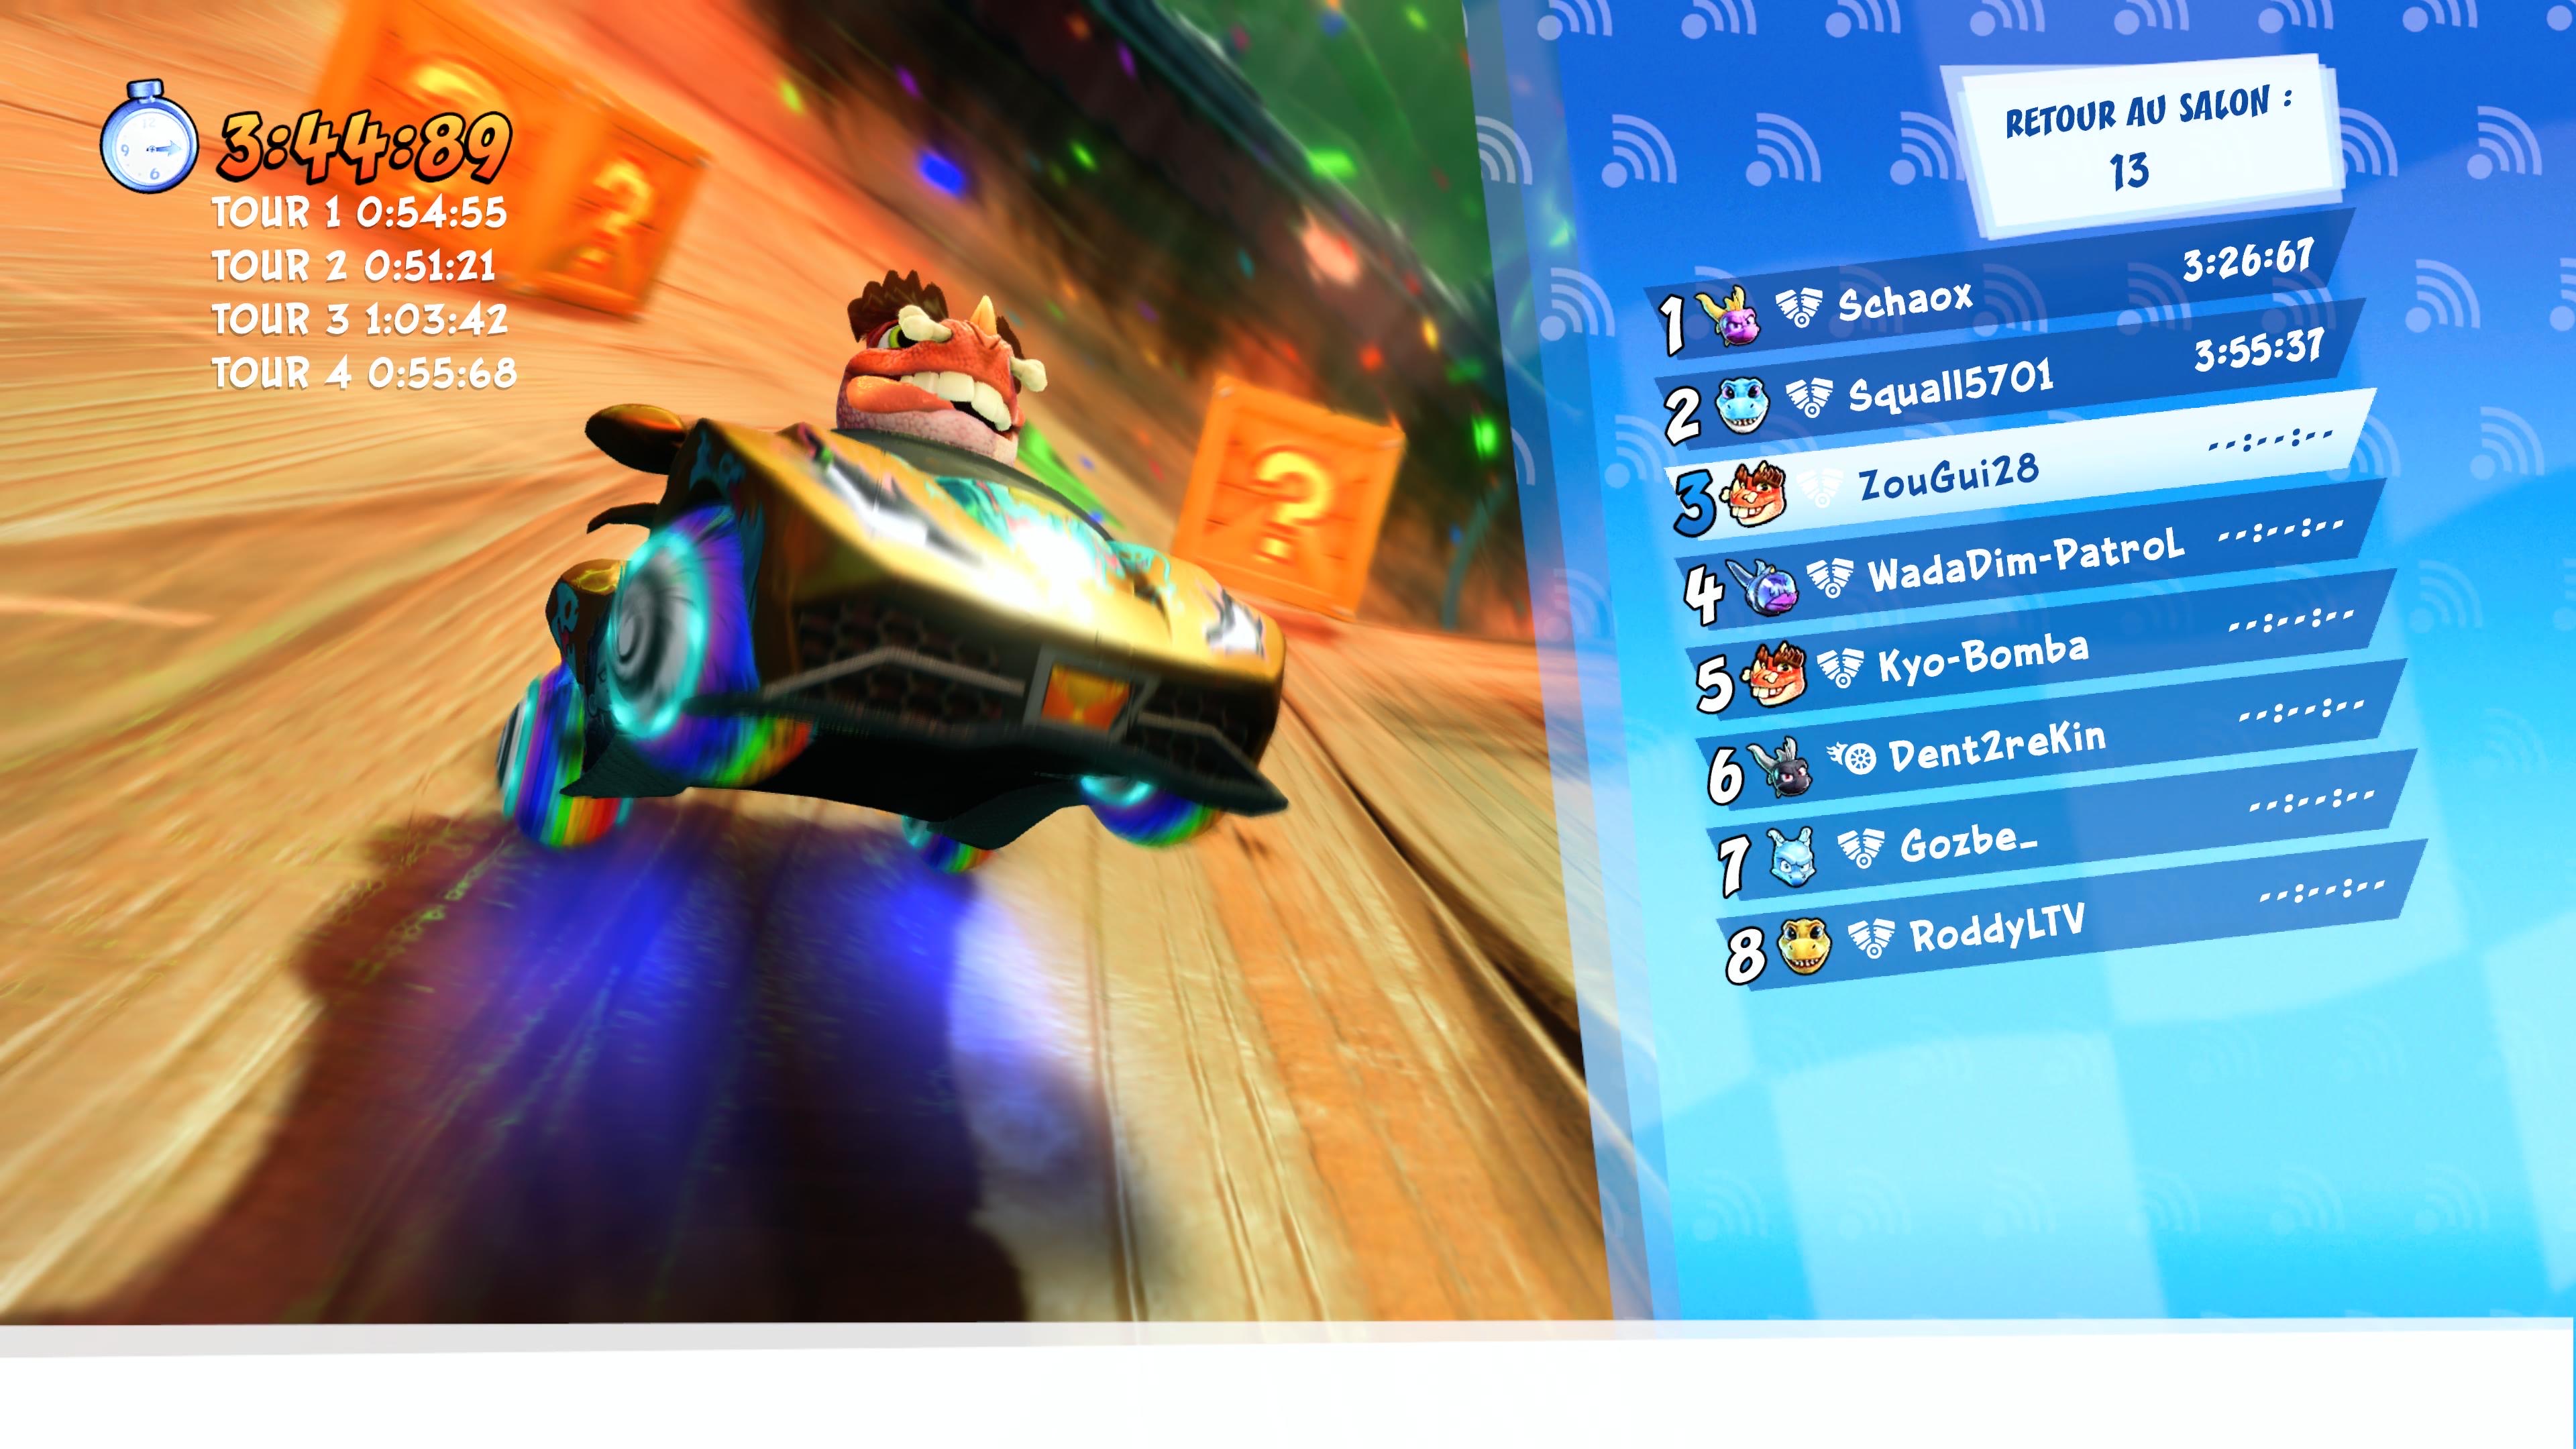 3:44:89
TOUR 1 0:54:55
TOUR 2 0:51:21
TOUR 3 1:03:42
TOUR 4 0:55:68
RETOUR AU SALON :
13
1 Schaox 3:26:67
2 Squall5701 3:55:37
3 ZouGui28 --:--:--
4 WadaDim-PatroL --:--:--
5 Kyo-Bomba --:--:--
6 Dent2reKin --:--:--
7 Gozbe_ --:--:--
8 RoddyLTV --:--:--